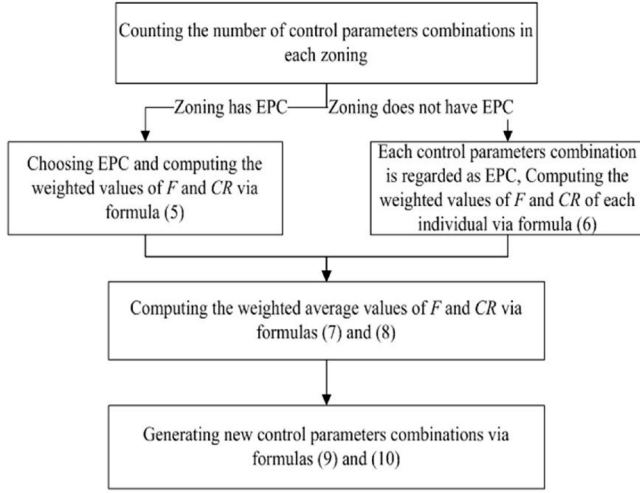 Counting the number of control parameters combinations in
each zoning
Zoning has EPC
Zoning does not have EPC
Choosing EPC and computing the
weighted values of F and CR via
formula (5)
Each control parameters combination
is regarded as EPC, Computing the
weighted values of F and CR of each
individual via formula (6)
Computing the weighted average values of F and CR via
formulas (7) and (8)
Generating new control parameters combinations via
formulas (9) and (10)